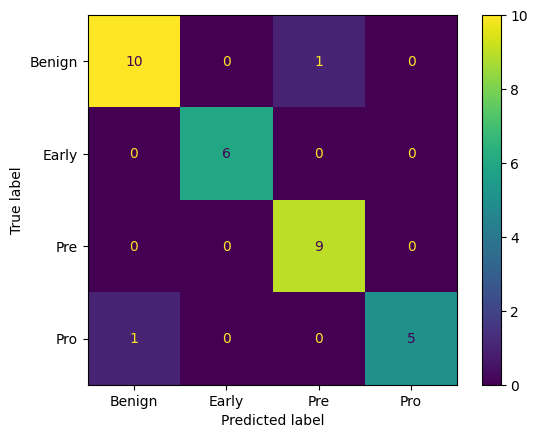 Benign 10 0 1 0
Early 0 6 0 0
Pre 0 0 9 0
Pro 1 0 0 5
Benign Early Pre Pro
Predicted label
True label
10
8
6
4
2
0